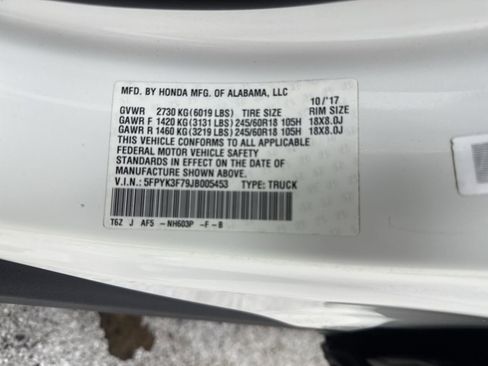 MFD. BY HONDA MFG. OF ALABAMA, LLC
10/'17
GVWR 2730 KG(6019 LBS) TIRE SIZE RIM SIZE
GAWR F 1420 KG(3131 LBS)245/60R18 105H 18X8.0J
GAWR R 1460 KG(3219 LBS)245/60R18 105H 18X8.0J
THIS VEHICLE CONFORMS TO ALL APPLICABLE
FEDERAL MOTOR VEHICLE SAFETY
STANDARDS IN EFFECT ON THE DATE OF
MANUFACTURE SHOWN ABOVE.
V.I.N.: 5FPYK3F79JB005453 TYPE: TRUCK
T6Z J AF5 -NH603P -F-B